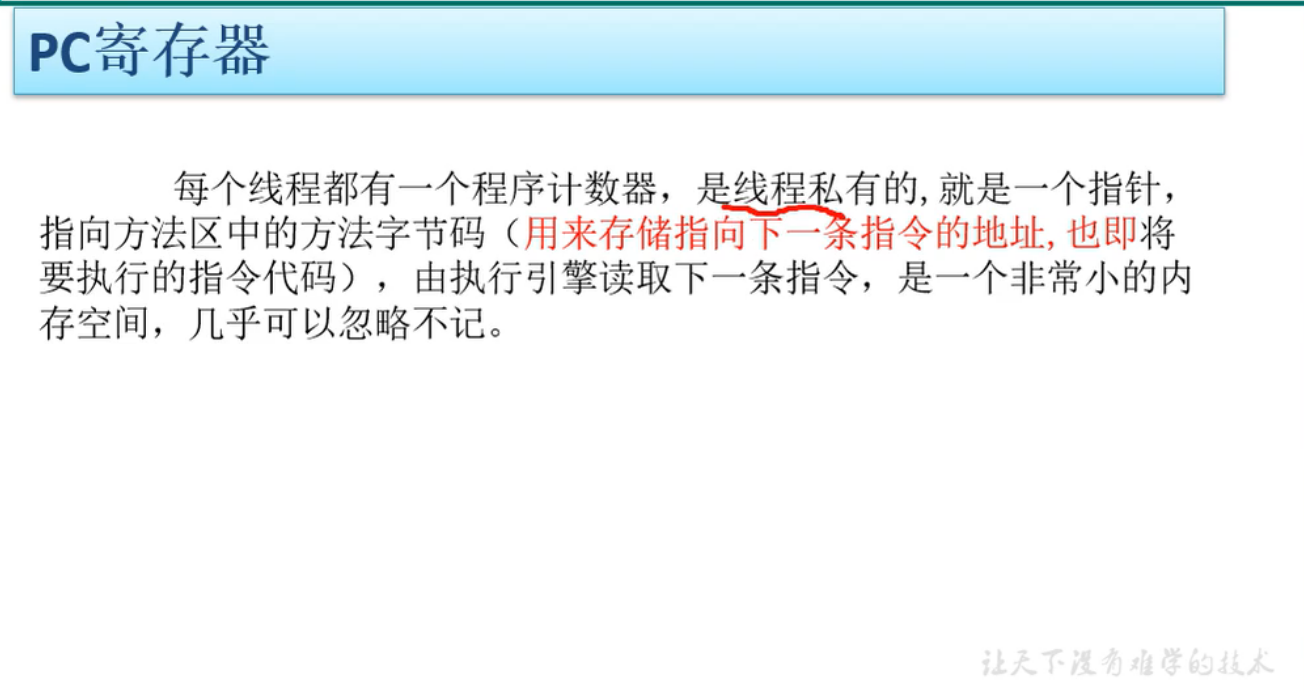 PC寄存器
每个线程都有一个程序计数器，是线程私有的,就是一个指针，
指向方法区中的方法字节码（用来存储指向下一条指令的地址,也即将
要执行的指令代码），由执行引擎读取下一条指令，是一个非常小的内
存空间，几乎可以忽略不记。
让天下没有难学的技术